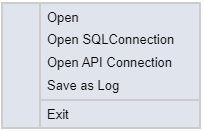 Open
Open SQLConnection
Open API Connection
Save as Log
Exit